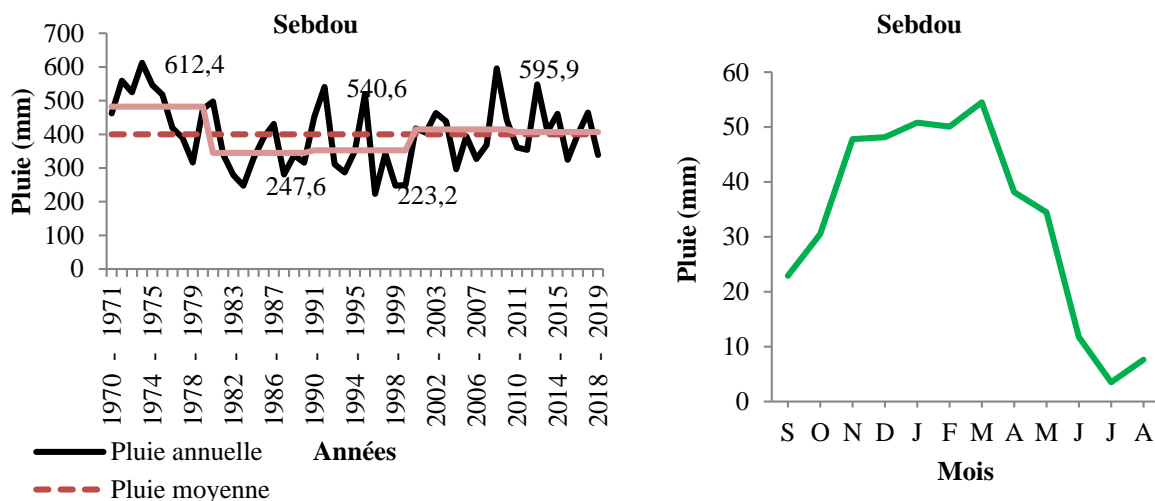 Sebdou
Pluie (mm)
700
600
500
400
300
200
100
0
612,4
540,6
595,9
247,6
223,2
1970 - 1971
1974 - 1975
1978 - 1979
1982 - 1983
1986 - 1987
1990 - 1991
1994 - 1995
1998 - 1999
2002 - 2003
2006 - 2007
2010 - 2011
2014 - 2015
2018 - 2019
Années
Pluie annuelle
Pluie moyenne
Sebdou
Pluie (mm)
60
50
40
30
20
10
0
S O N D J F M A M J J A
Mois